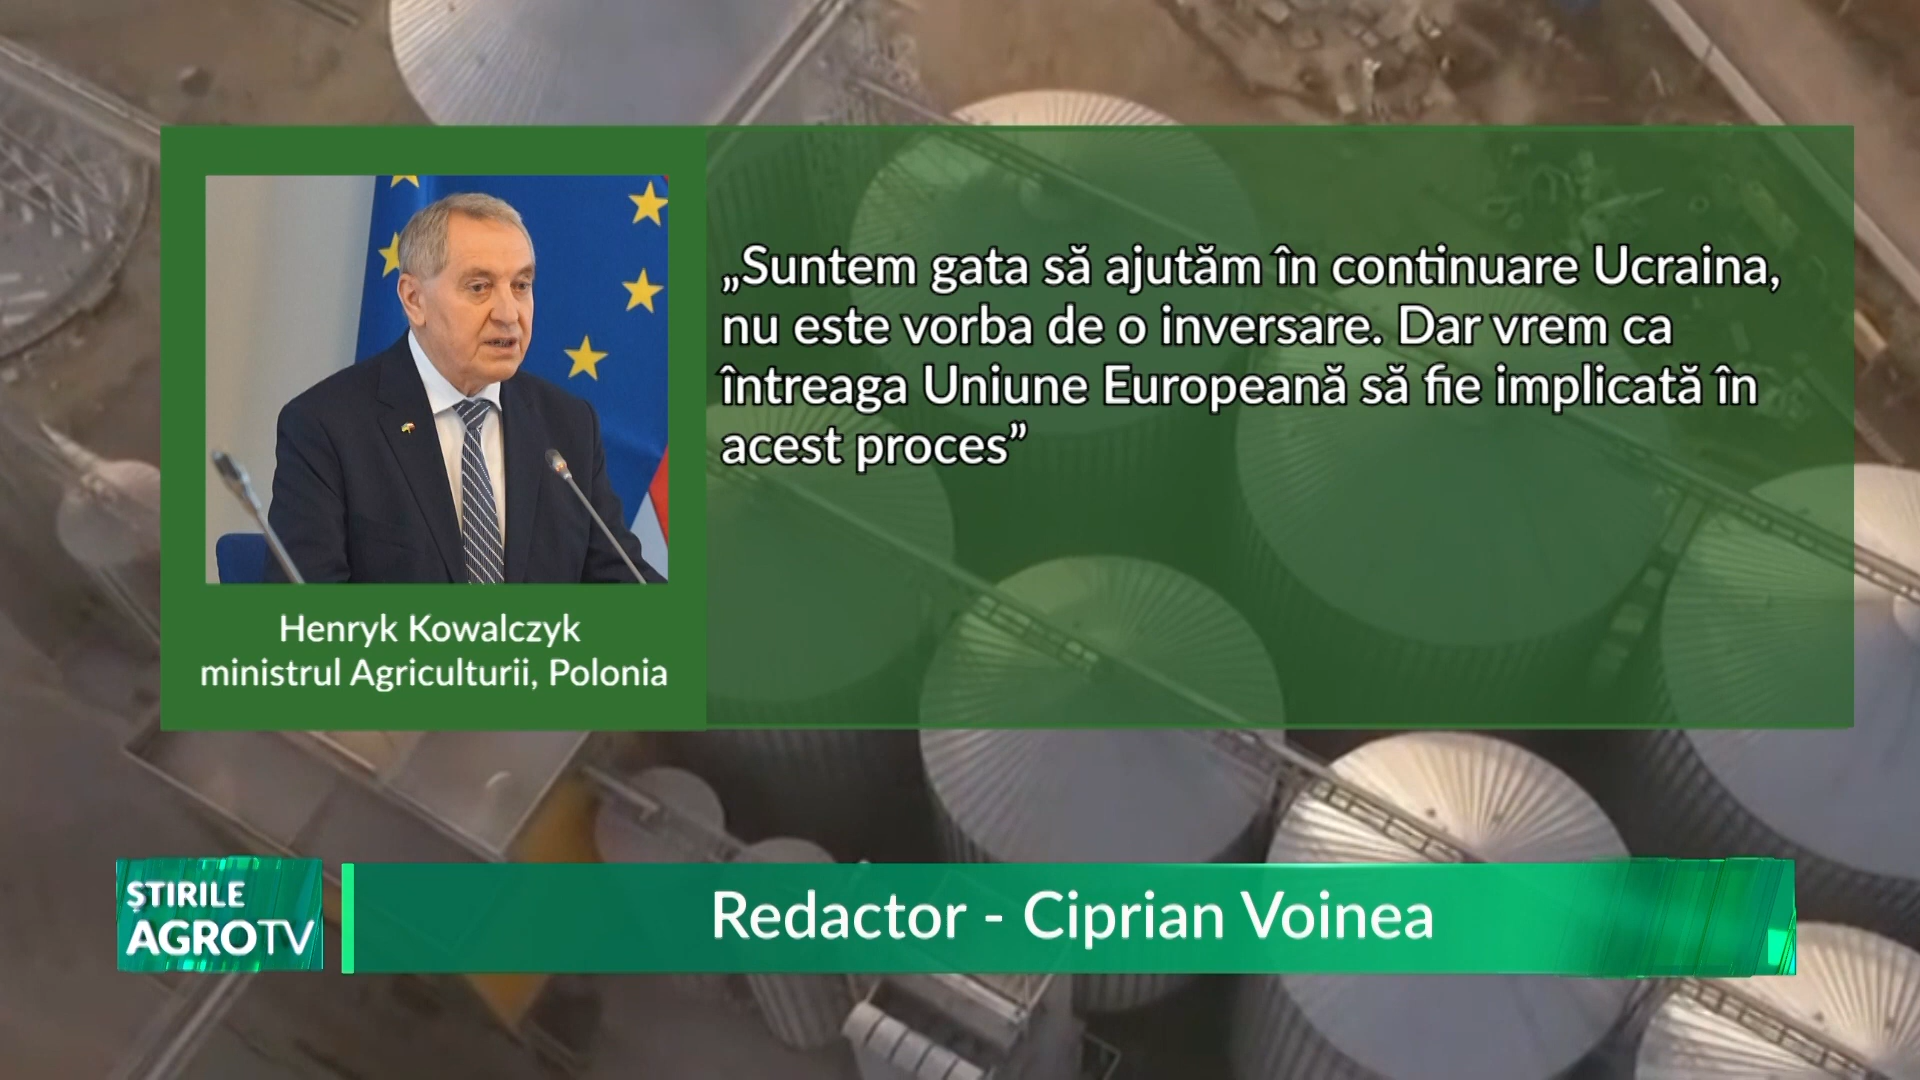 „Suntem gata să ajutăm în continuare Ucraina,
nu este vorba de o inversare. Dar vrem ca
întreaga Uniune Europeană să fie implicată în
acest proces”
Henryk Kowalczyk
ministrul Agriculturii, Polonia
ȘTIRILE
AGROTV
Redactor - Ciprian Voinea